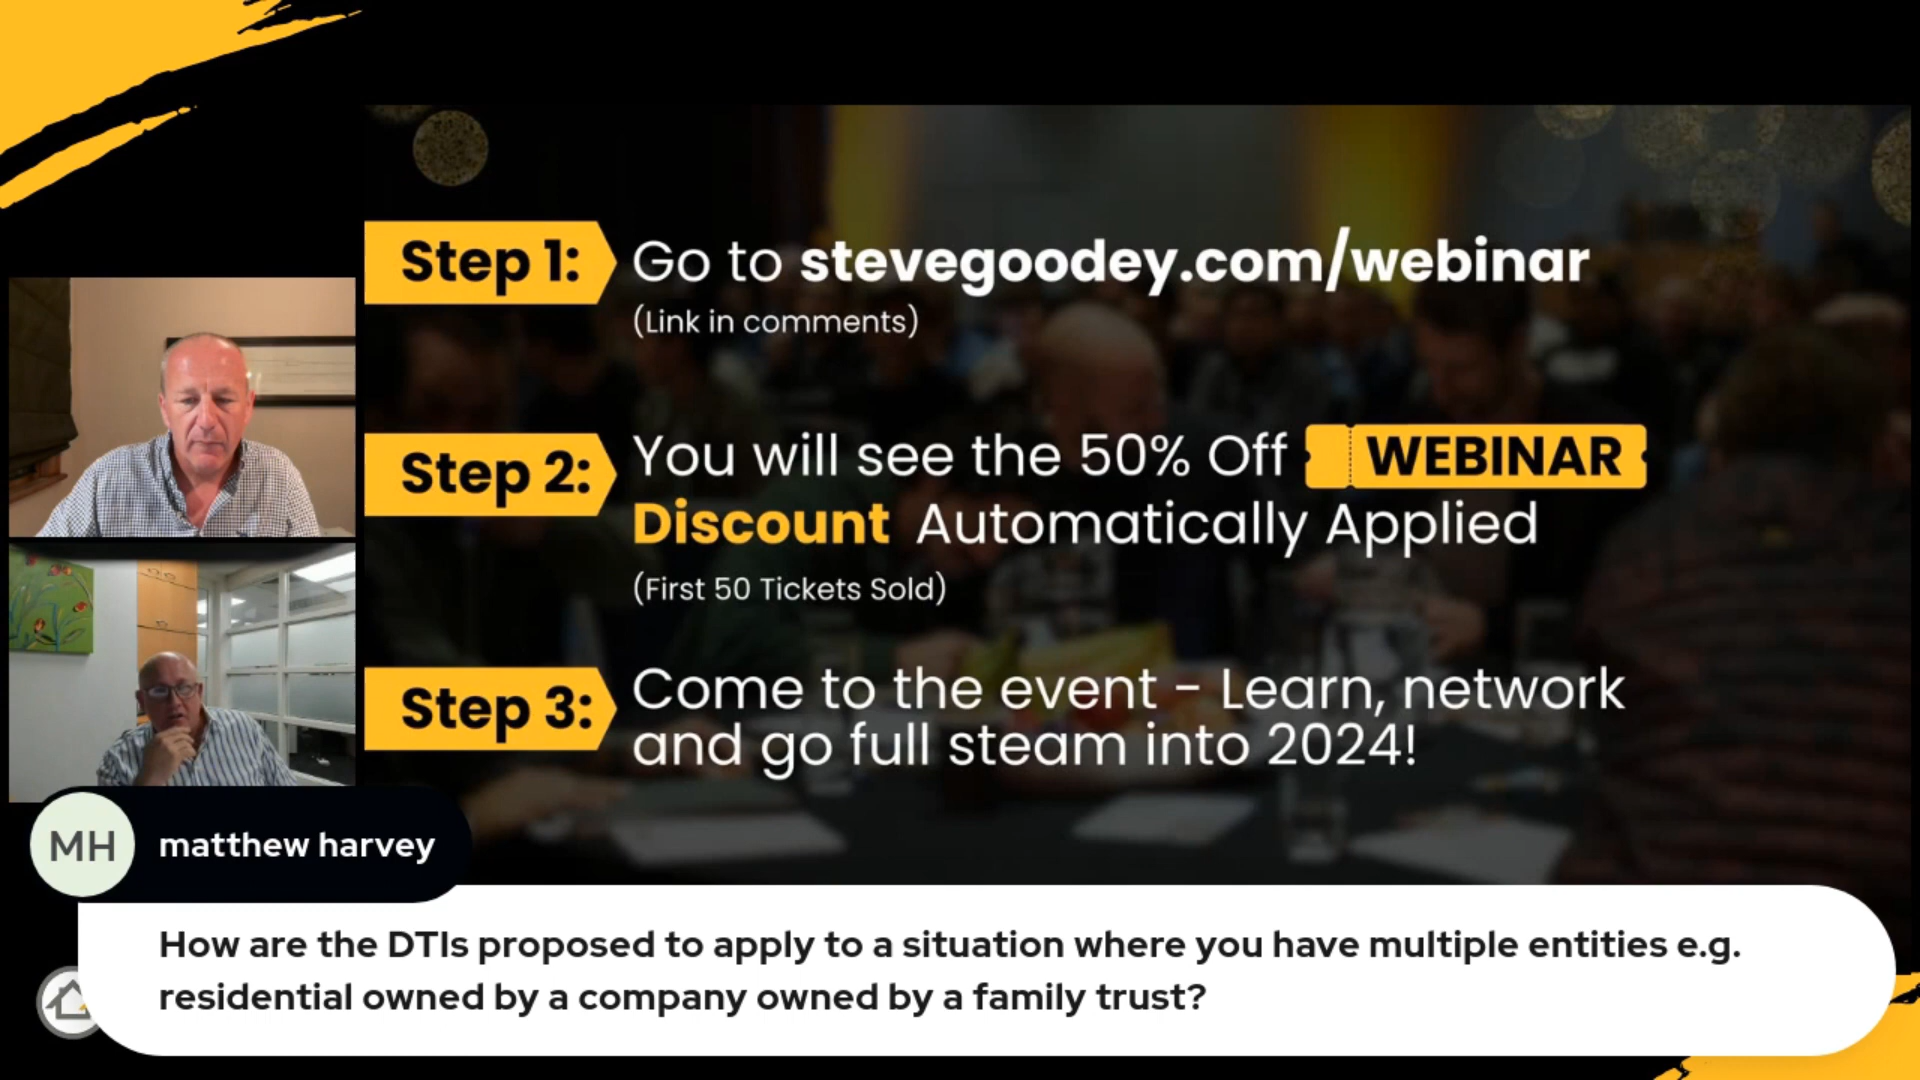 Step 1:
Go to stevegoodey.com/webinar
(Link in comments)
Step 2:
You will see the 50% Off WEBINAR
Discount Automatically Applied
(First 50 Tickets Sold)
Step 3:
Come to the event - Learn, network
and go full steam into 2024!
MH
matthew harvey
How are the DTIs proposed to apply to a situation where you have multiple entities e.g.
residential owned by a company owned by a family trust?